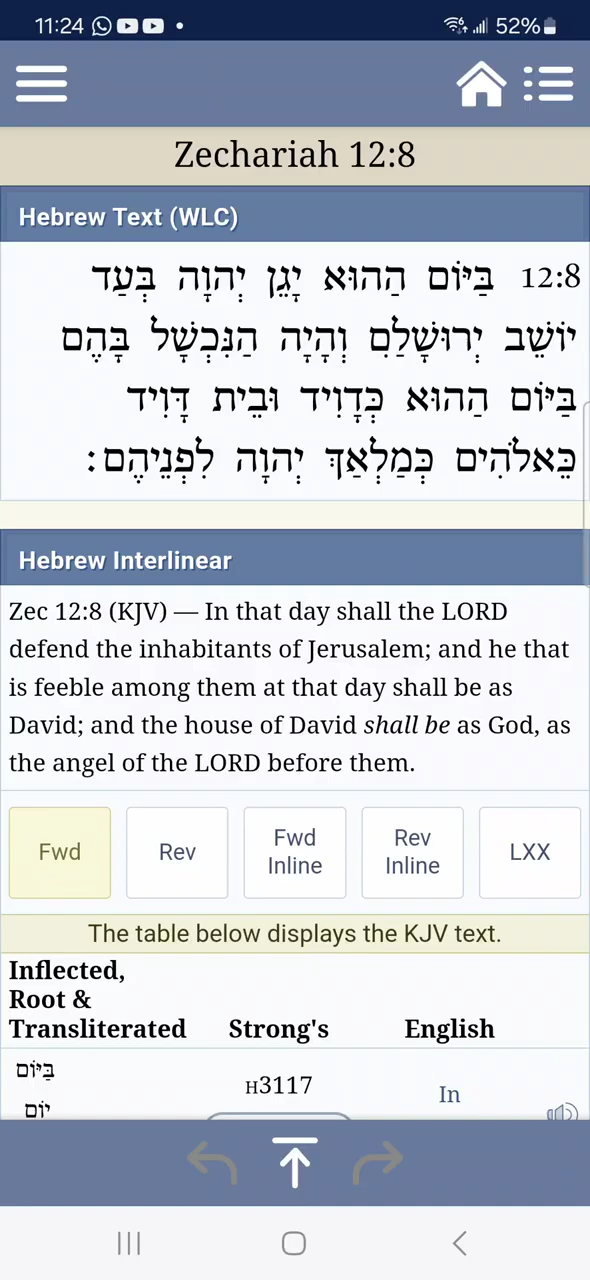 11:24 52%
Zechariah 12:8
Hebrew Text (WLC)
12:8 בַּיּוֹם הַהוּא יָגֵן יְהוָה בְּעַד
יוֹשֵׁב יְרוּשָׁלִַם וְהָיָה הַנִּכְשָׁל בָּהֶם
בַּיּוֹם הַהוּא כְּדָוִיד וּבֵית דָּוִיד
כֵּאלֹהִים כְּמַלְאַךְ יְהוָה לִפְנֵיהֶם׃
Hebrew Interlinear
Zec 12:8 (KJV) — In that day shall the LORD
defend the inhabitants of Jerusalem; and he that
is feeble among them at that day shall be as
David; and the house of David shall be as God, as
the angel of the LORD before them.
Fwd Rev Fwd Inline Rev Inline LXX
The table below displays the KJV text.
Inflected,
Root &
Transliterated Strong's English
בַּיּוֹם
H3117 In
יוֹם